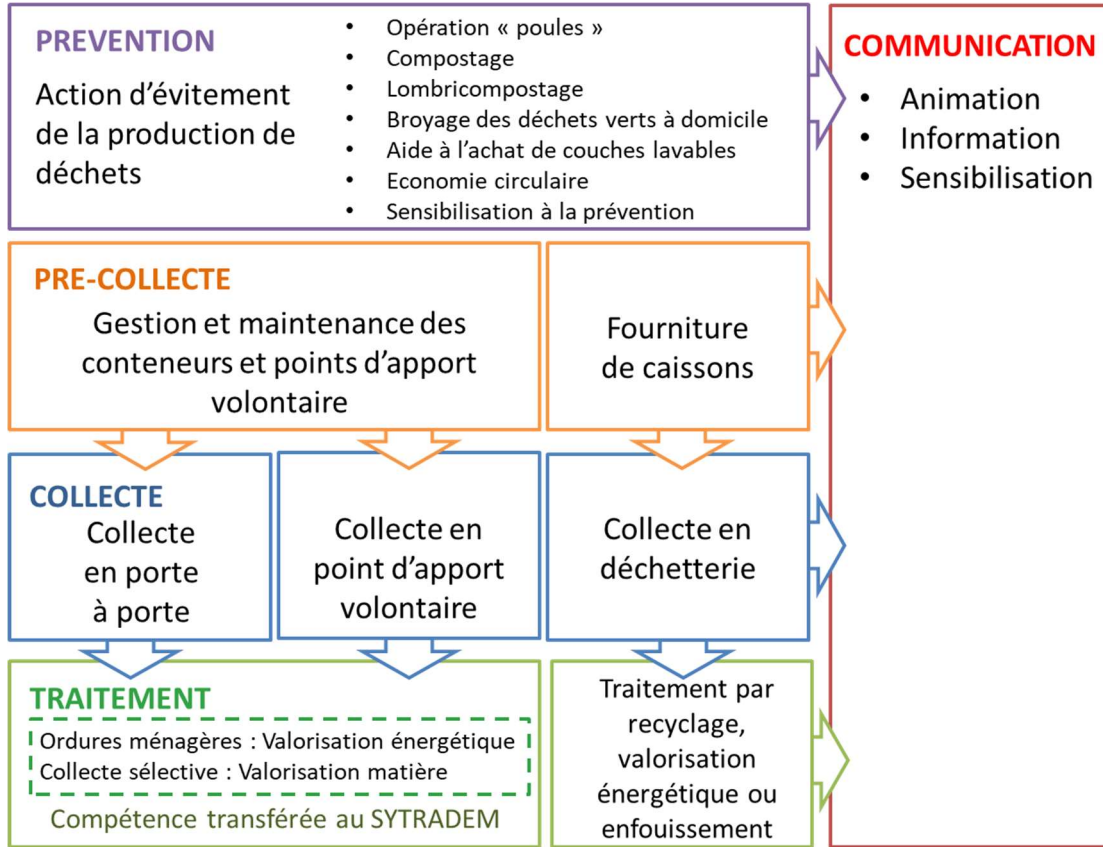 PREVENTION
Action d'évitement
de la production de
déchets
• Opération « poules »
• Compostage
• Lombricompostage
• Broyage des déchets verts à domicile
• Aide à l'achat de couches lavables
• Economie circulaire
• Sensibilisation à la prévention
COMMUNICATION
• Animation
• Information
• Sensibilisation
PRE-COLLECTE
Gestion et maintenance des
conteneurs et points d'apport
volontaire
Fourniture
de caissons
COLLECTE
Collecte
en porte
à porte
Collecte en
point d'apport
volontaire
Collecte en
déchetterie
TRAITEMENT
Ordures ménagères : Valorisation énergétique
Collecte sélective : Valorisation matière
Compétence transférée au SYTRADEM
Traitement par
recyclage,
valorisation
énergétique ou
enfouissement